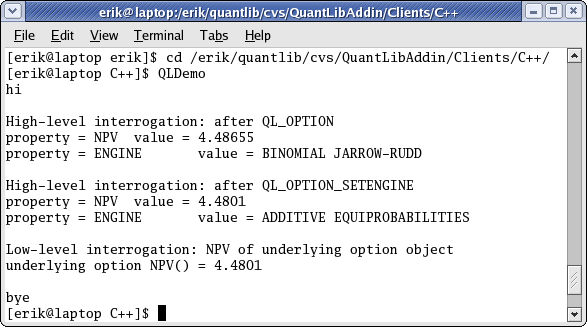 erik@laptop:/erik/quantlib/cvs/QuantLibAddin/Clients/C++
File Edit View Terminal Tabs Help
[erik@laptop erik]$ cd /erik/quantlib/cvs/QuantLibAddin/Clients/C++/
[erik@laptop C++]$ QLDemo
hi
High-level interrogation: after QL_OPTION
property = NPV  value = 4.48655
property = ENGINE       value = BINOMIAL JARROW-RUDD
High-level interrogation: after QL_OPTION_SETENGINE
property = NPV  value = 4.4801
property = ENGINE       value = ADDITIVE EQUIPROBABILITIES
Low-level interrogation: NPV of underlying option object
underlying option NPV() = 4.4801
bye
[erik@laptop C++]$